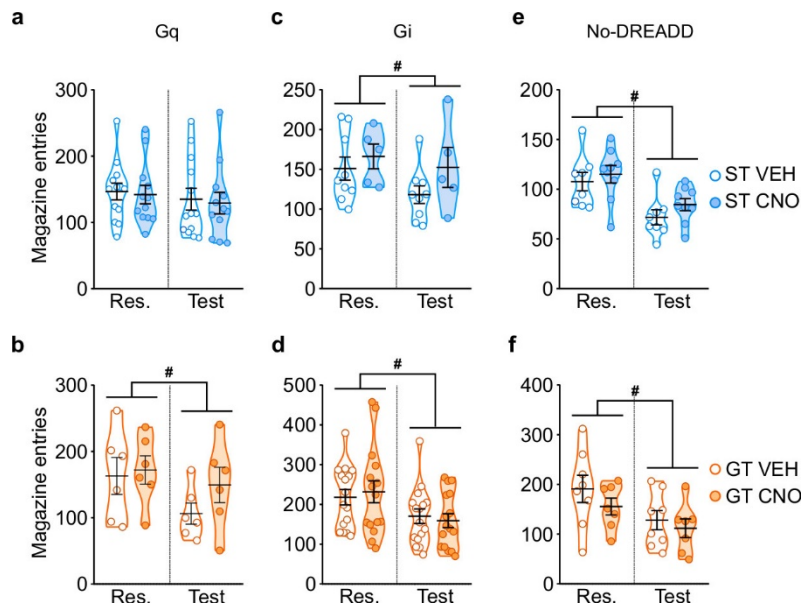 a Gq c Gi e No-DREADD
Magazine entries
300
200
100
0
Res. Test
250
200
150
100
50
0
Res. Test
200
150
100
50
0
Res. Test
#
#
ST VEH
ST CNO
b d f
Magazine entries
300
200
100
0
Res. Test
500
400
300
200
100
0
Res. Test
400
300
200
100
0
Res. Test
#
#
#
GT VEH
GT CNO